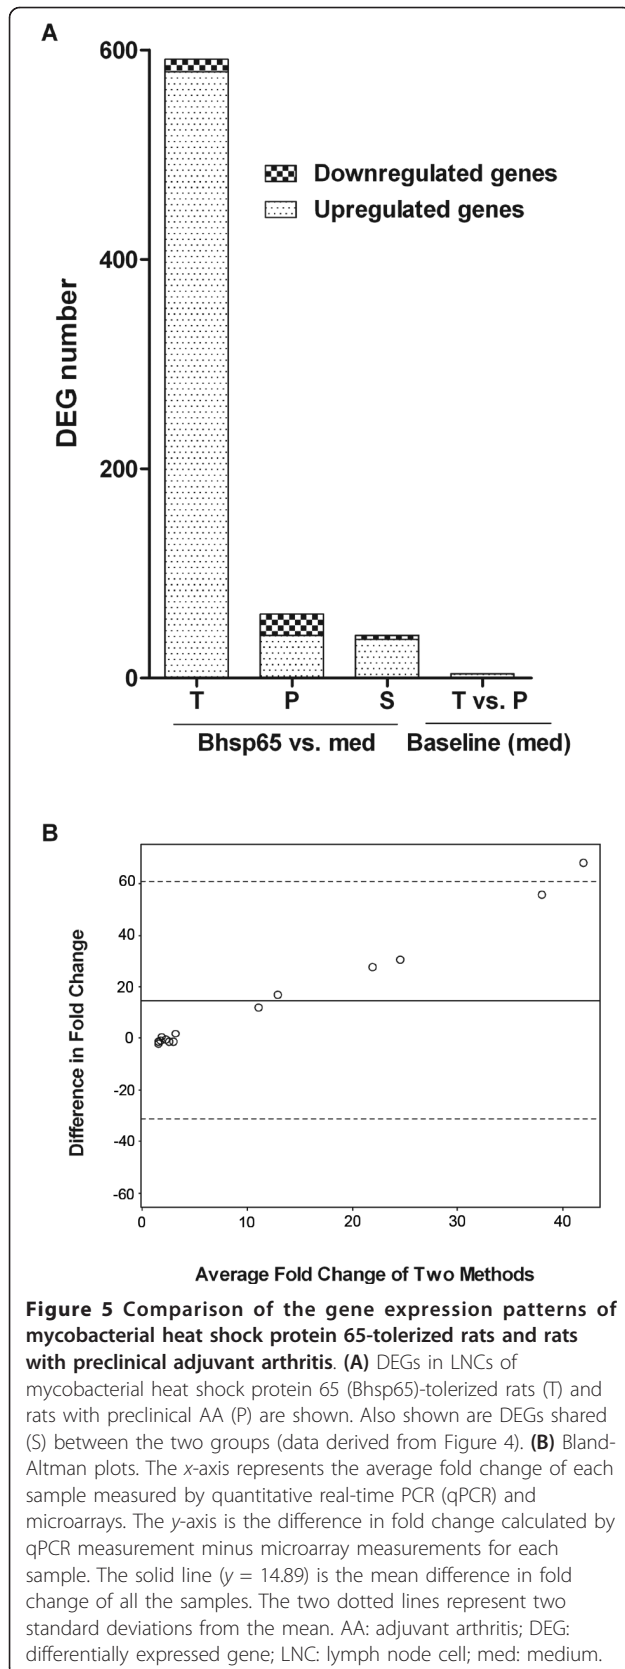 A
600
Downregulated genes
Upregulated genes
400
DEG number
200
0
T P S T vs. P
Bhsp65 vs. med Baseline (med)
B
60
40
20
0
-20
-40
-60
Difference in Fold Change
0 10 20 30 40
Average Fold Change of Two Methods
Figure 5 Comparison of the gene expression patterns of
mycobacterial heat shock protein 65-tolerized rats and rats
with preclinical adjuvant arthritis. (A) DEGs in LNCs of
mycobacterial heat shock protein 65 (Bhsp65)-tolerized rats (T) and
rats with preclinical AA (P) are shown. Also shown are DEGs shared
(S) between the two groups (data derived from Figure 4). (B) Bland-
Altman plots. The x-axis represents the average fold change of each
sample measured by quantitative real-time PCR (qPCR) and
microarrays. The y-axis is the difference in fold change calculated by
qPCR measurement minus microarray measurements for each
sample. The solid line (y = 14.89) is the mean difference in fold
change of all the samples. The two dotted lines represent two
standard deviations from the mean. AA: adjuvant arthritis; DEG:
differentially expressed gene; LNC: lymph node cell; med: medium.